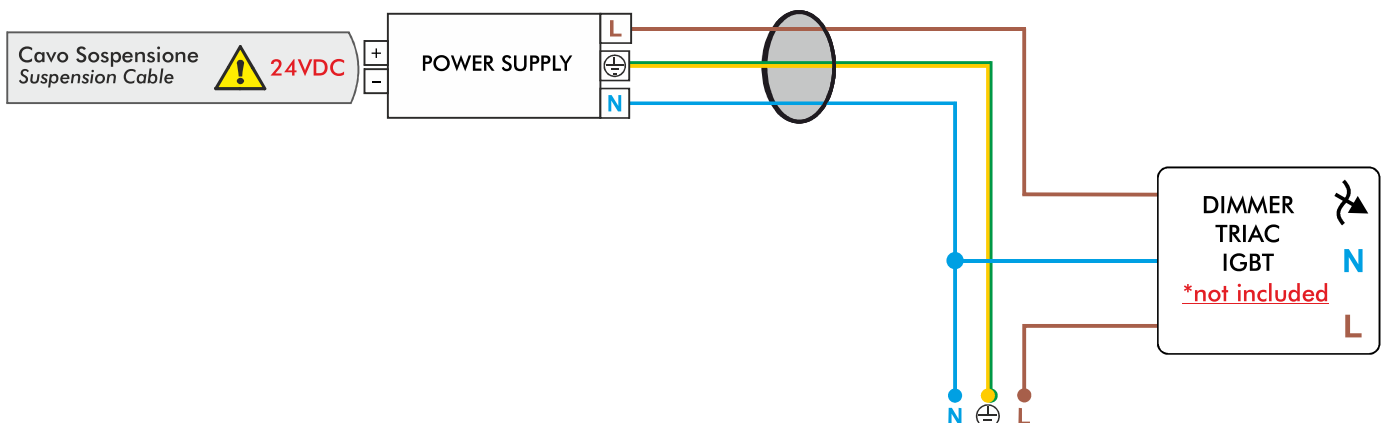 Cavo Sospensione
Suspension Cable
24VDC
+
-
POWER SUPPLY
L
N
DIMMER
TRIAC
IGBT
*not included
N
L
N
L